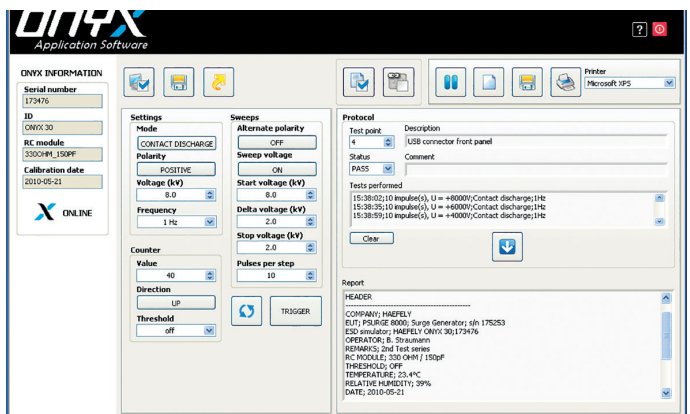 ONYX
Application Software
?
ONYX INFORMATION
Serial number
173476
ID
ONYX 30
RC module
330OHM_150PF
Calibration date
2010-05-21
X ONLINE
Printer
Microsoft XPS
Settings
Mode
CONTACT DISCHARGE
Polarity
POSITIVE
Voltage (kV)
8.0
Frequency
1 Hz
Counter
Value
40
Direction
UP
Threshold
off
Sweeps
Alternate polarity
OFF
Sweep voltage
ON
Start voltage (kV)
8.0
Delta voltage (kV)
2.0
Stop voltage (kV)
2.0
Pulses per step
10
TRIGGER
Protocol
Test point
4
Description
USB connector front panel
Status
PASS
Comment
Tests performed
15:38:02;10 impulse(s), U = +8000V;Contact discharge;1Hz
15:38:35;10 impulse(s), U = +6000V;Contact discharge;1Hz
15:38:59;10 impulse(s), U = +4000V;Contact discharge;1Hz
Clear
Report
HEADER
--------------------------------------------------
COMPANY; HAEFELY
EUT; PSURGE 8000; Surge Generator; s/n 175253
ESD simulator; HAEFELY ONYX 30;173476
OPERATOR; B. Straumann
REMARKS; 2nd Test series
RC MODULE; 330 OHM / 150pF
THRESHOLD; OFF
TEMPERATURE; 23.4°C
RELATIVE HUMIDITY; 39%
DATE; 2010-05-21